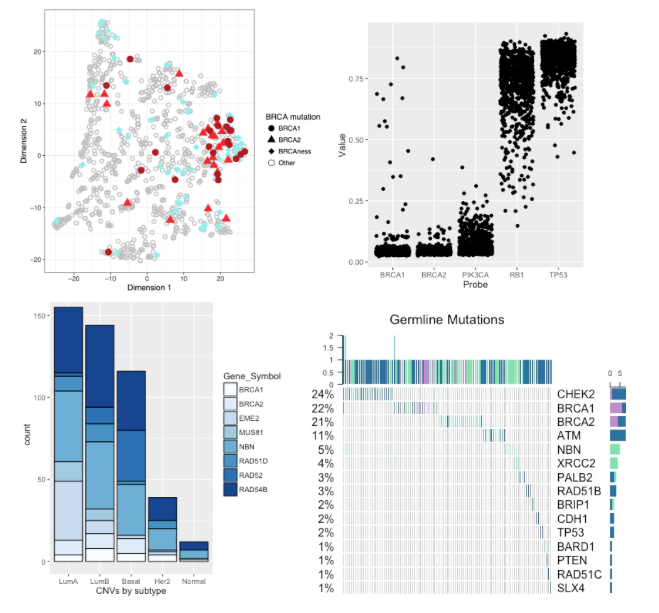 20
10
0
−10
−20
Dimension 2
−20
−10
0
10
20
Dimension 1
BRCA mutation
BRCA1
BRCA2
BRCAness
Other
0.75
0.50
0.25
0.00
Value
BRCA1
BRCA2
PIK3CA
RB1
TP53
Probe
150
100
50
0
count
LumA
LumB
Basal
Her2
Normal
CNVs by subtype
Gene_Symbol
BRCA1
BRCA2
EME2
MUS81
NBN
RAD51D
RAD52
RAD54B
Germline Mutations
2
1.5
1
0.5
0
0 5
24% CHEK2
22% BRCA1
21% BRCA2
11% ATM
5% NBN
4% XRCC2
3% PALB2
3% RAD51B
2% BRIP1
2% CDH1
2% TP53
1% BARD1
1% PTEN
1% RAD51C
1% SLX4